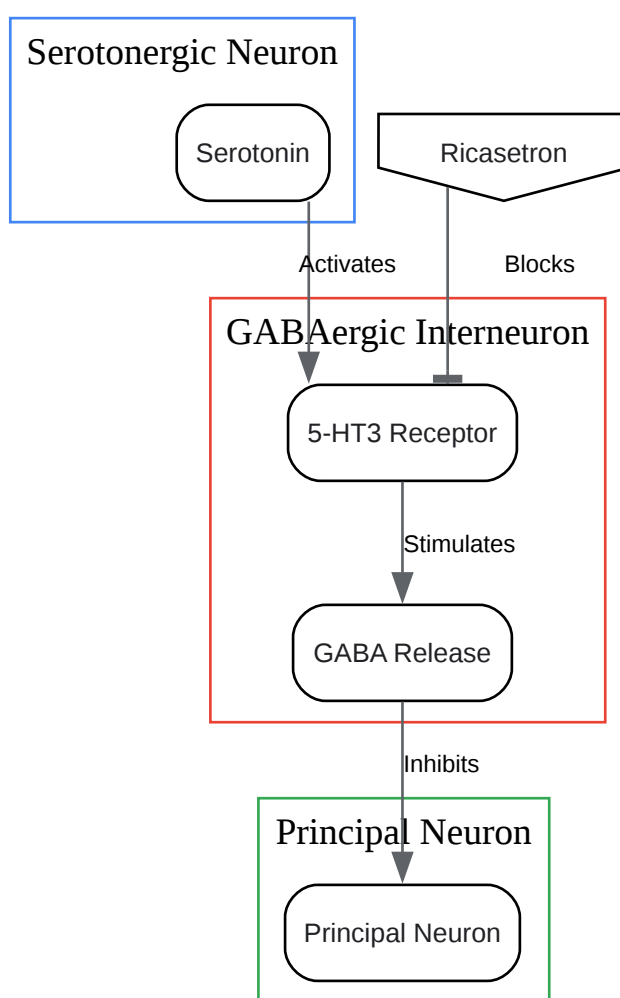 Serotonergic Neuron
Serotonin
Ricasetron
Activates
Blocks
GABAergic Interneuron
5-HT3 Receptor
Stimulates
GABA Release
Inhibits
Principal Neuron
Principal Neuron